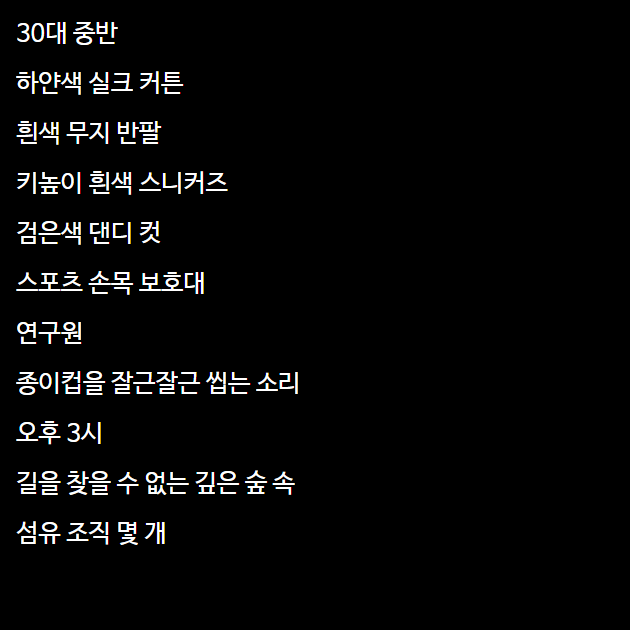 30대 중반
하얀색 실크 커튼
흰색 무지 반팔
키높이 흰색 스니커즈
검은색 댄디 컷
스포츠 손목 보호대
연구원
종이컵을 잘근잘근 씹는 소리
오후 3시
길을 찾을 수 없는 깊은 숲 속
섬유 조직 몇 개